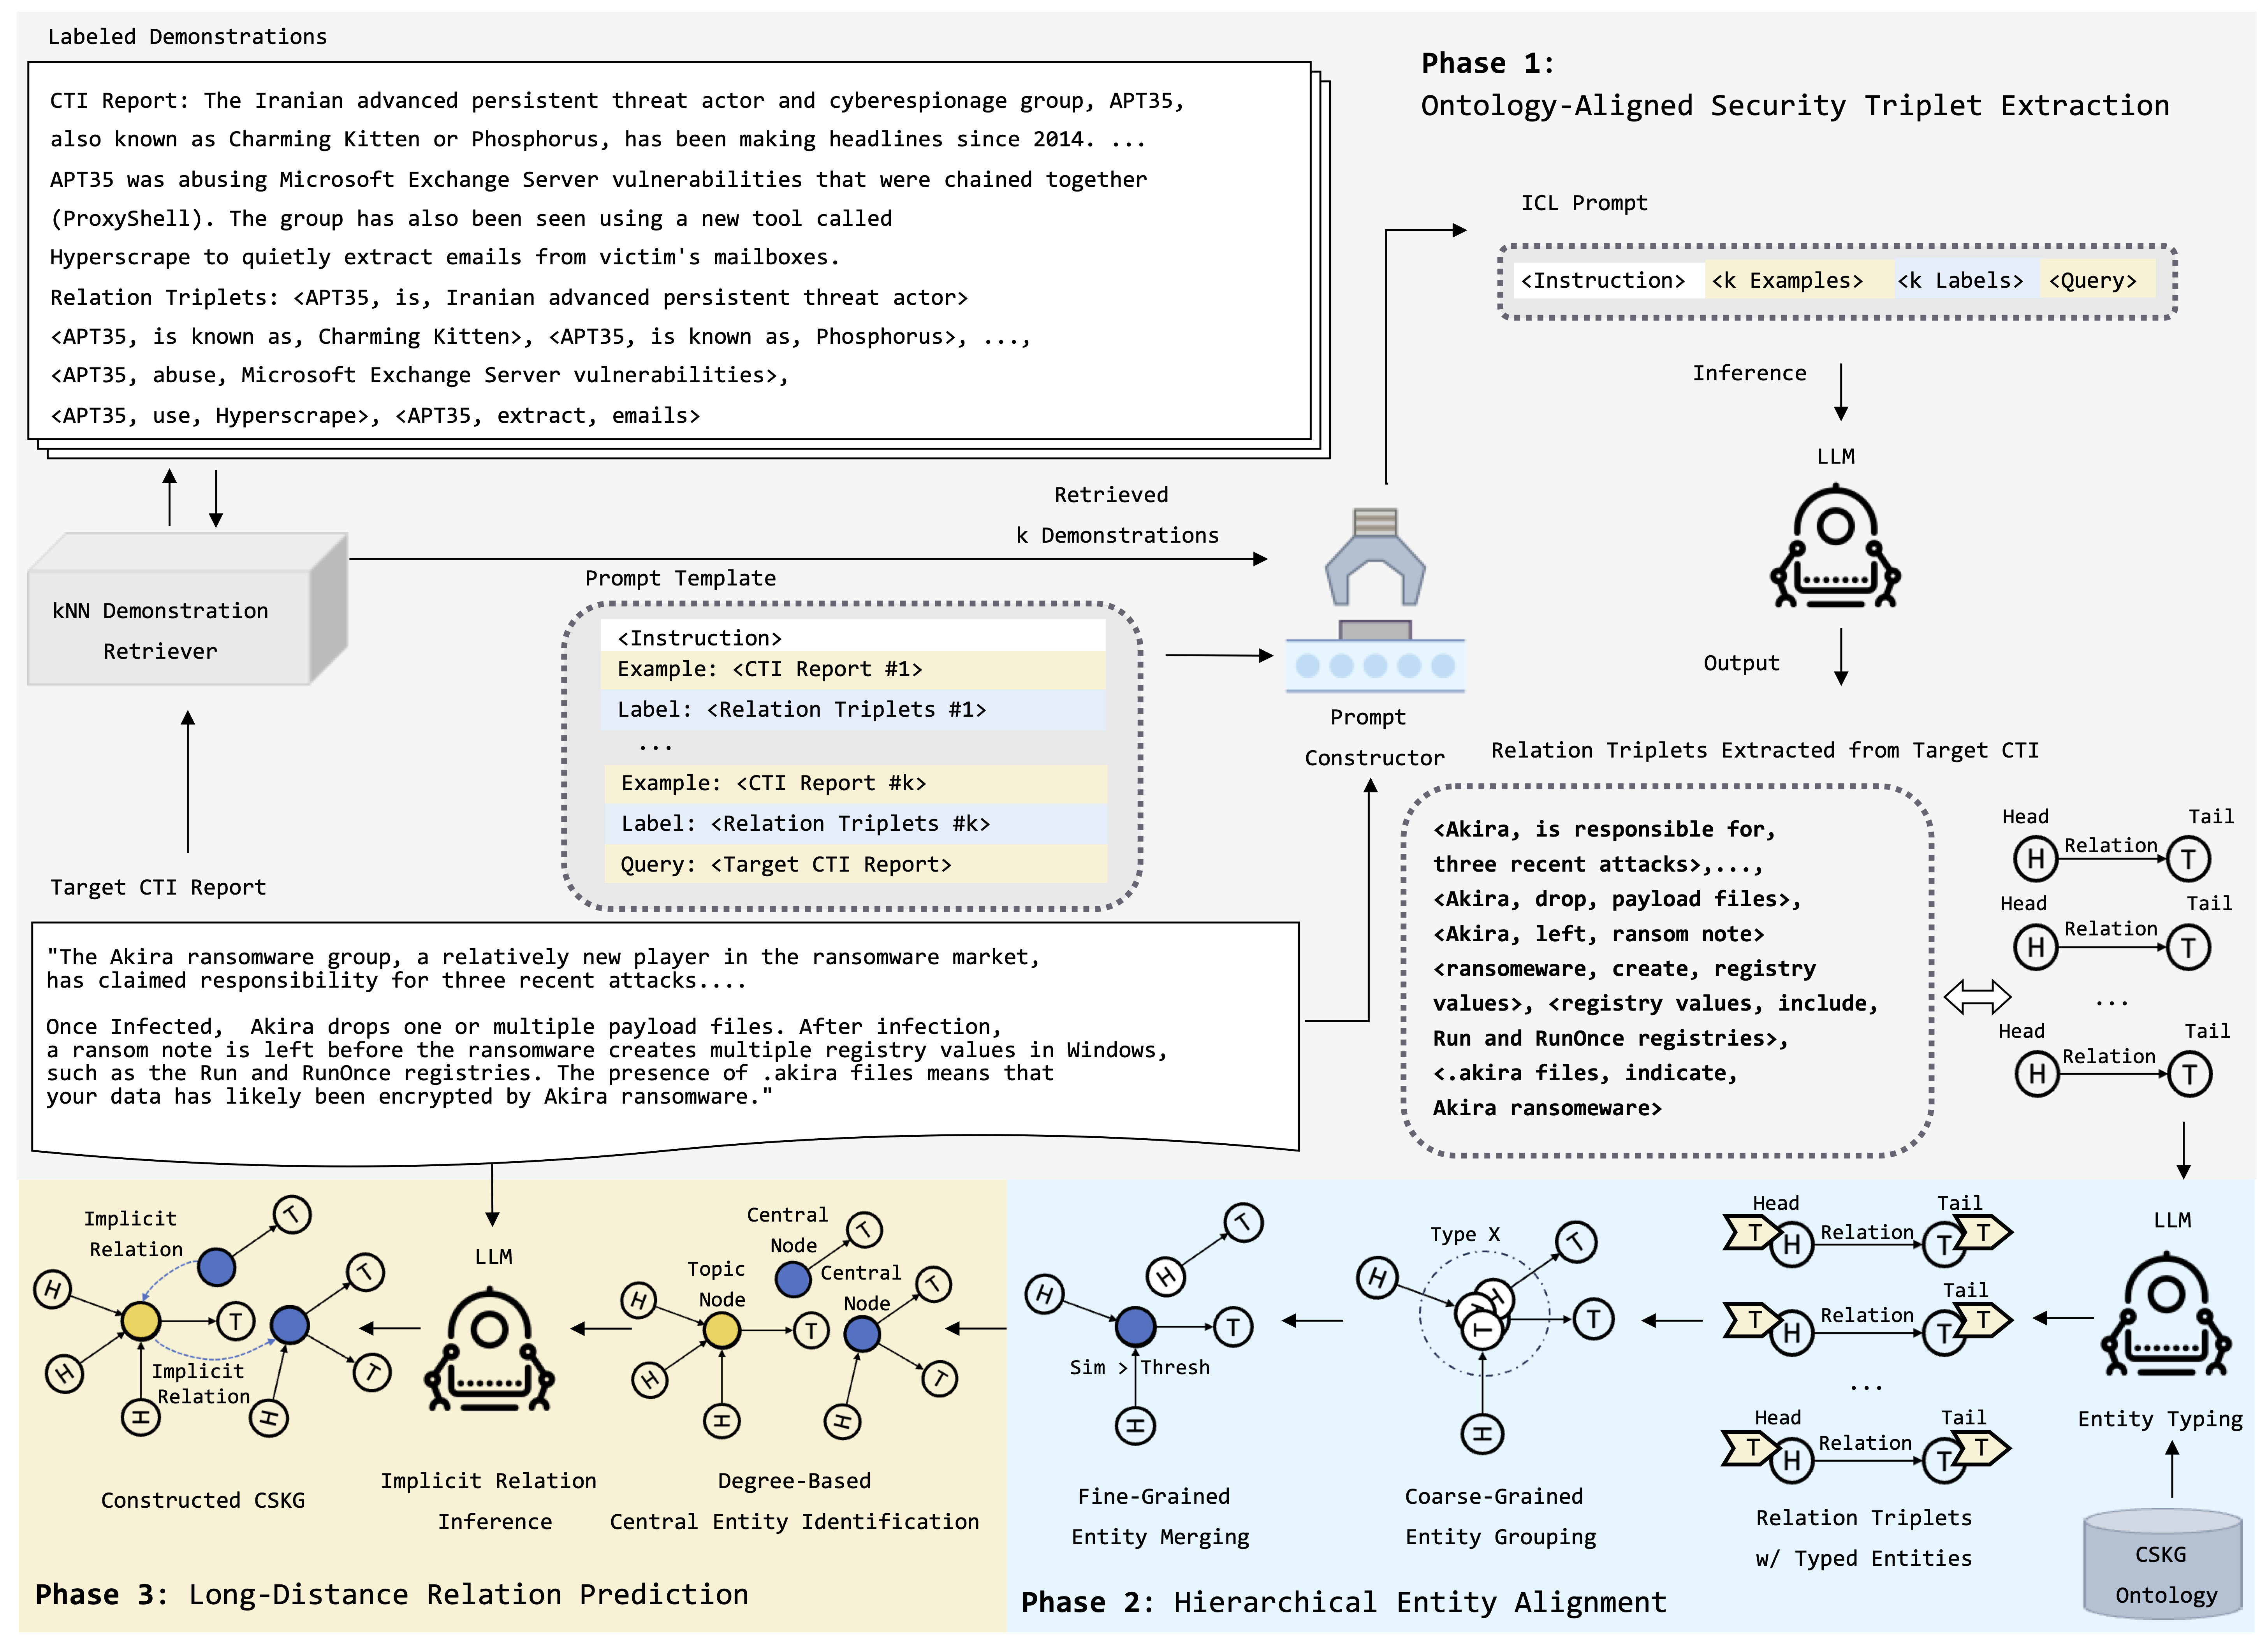 Labeled Demonstrations
CTI Report: The Iranian advanced persistent threat actor and cyberespionage group, APT35,
also known as Charming Kitten or Phosphorus, has been making headlines since 2014. ...
APT35 was abusing Microsoft Exchange Server vulnerabilities that were chained together
(ProxyShell). The group has also been seen using a new tool called
Hyperscrape to quietly extract emails from victim's mailboxes.
Relation Triplets: <APT35, is, Iranian advanced persistent threat actor>
<APT35, is known as, Charming Kitten>, <APT35, is known as, Phosphorus>, ...,
<APT35, abuse, Microsoft Exchange Server vulnerabilities>,
<APT35, use, Hyperscrape>, <APT35, extract, emails>
Phase 1:
Ontology-Aligned Security Triplet Extraction
ICL Prompt
<Instruction> <k Examples> <k Labels> <Query>
Inference
LLM
Output
Retrieved
k Demonstrations
kNN Demonstration
Retriever
Prompt Template
<Instruction>
Example: <CTI Report #1>
Label: <Relation Triplets #1>
...
Example: <CTI Report #k>
Label: <Relation Triplets #k>
Query: <Target CTI Report>
Prompt
Constructor
Target CTI Report
"The Akira ransomware group, a relatively new player in the ransomware market,
has claimed responsibility for three recent attacks....
Once Infected,  Akira drops one or multiple payload files. After infection,
a ransom note is left before the ransomware creates multiple registry values in Windows,
such as the Run and RunOnce registries. The presence of .akira files means that
your data has likely been encrypted by Akira ransomware."
Relation Triplets Extracted from Target CTI
<Akira, is responsible for,
three recent attacks>,...,
<Akira, drop, payload files>,
<Akira, left, ransom note>
<ransomeware, create, registry
values>, <registry values, include,
Run and RunOnce registries>,
<.akira files, indicate,
Akira ransomeware>
Head Tail
H Relation T
Head Tail
H Relation T
...
Head Tail
H Relation T
LLM
Entity Typing
CSKG
Ontology
Head Tail
T H Relation T T
Tail
T H Relation T T
...
Head Tail
T H Relation T T
Relation Triplets
w/ Typed Entities
Type X
H T
H T T
H
Coarse-Grained
Entity Grouping
T
H H
T
Sim > Thresh
H
Fine-Grained
Entity Merging
Phase 2: Hierarchical Entity Alignment
Central
Node
T
Topic
Node
Central
Node
H T T
H T
H H
Degree-Based
Central Entity Identification
LLM
Implicit Relation
Inference
Implicit
Relation
T
H T T
H T
Implicit
Relation
H H
Constructed CSKG
Phase 3: Long-Distance Relation Prediction